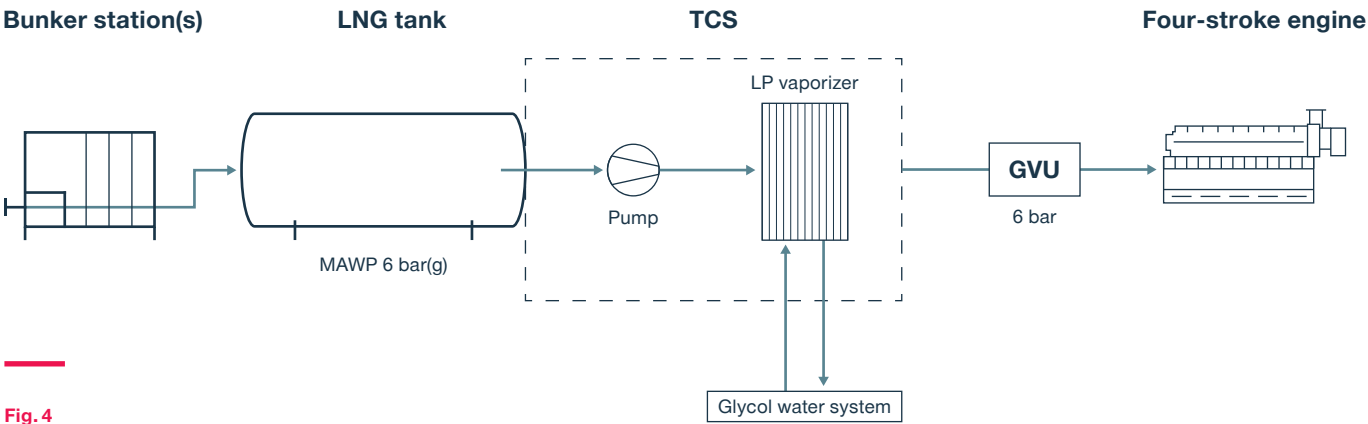 Bunker station(s)
LNG tank
TCS
Four-stroke engine
LP vaporizer
GVU
Pump
6 bar
MAWP 6 bar(g)
Glycol water system
Fig. 4